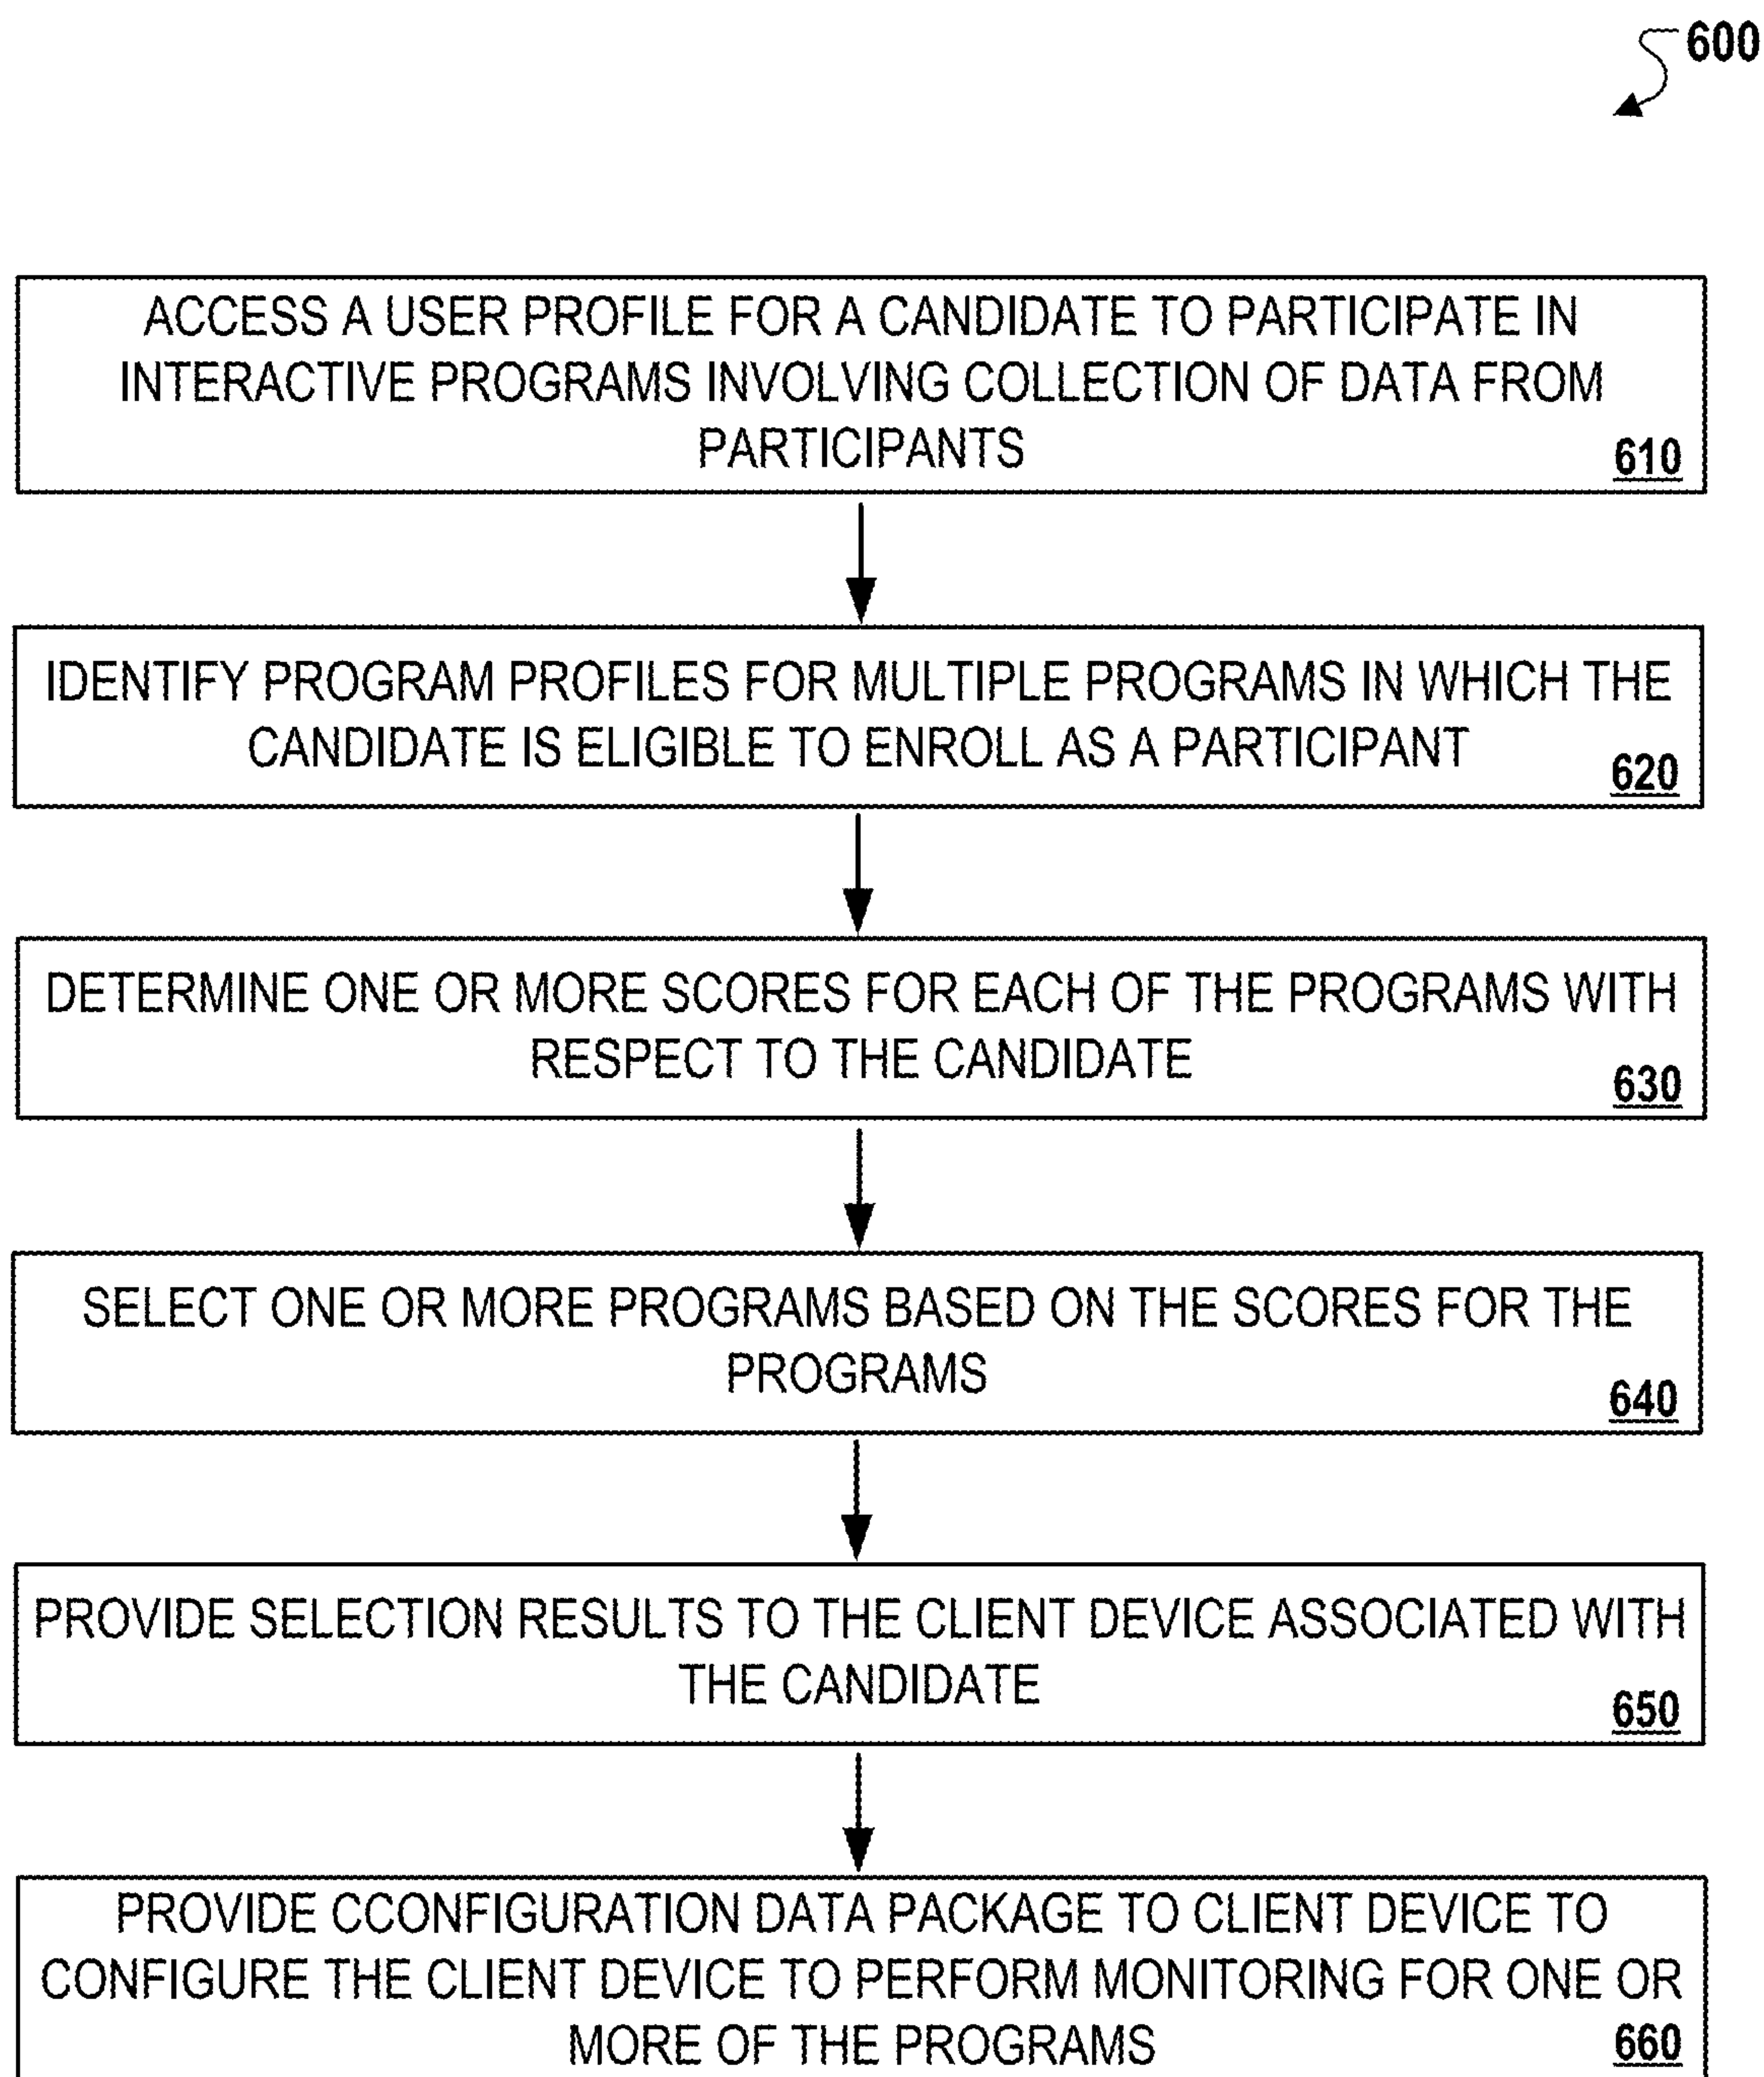 600
ACCESS A USER PROFILE FOR A CANDIDATE TO PARTICIPATE IN
INTERACTIVE PROGRAMS INVOLVING COLLECTION OF DATA FROM
PARTICIPANTS
610
IDENTIFY PROGRAM PROFILES FOR MULTIPLE PROGRAMS IN WHICH THE
CANDIDATE IS ELIGIBLE TO ENROLL AS A PARTICIPANT
620
DETERMINE ONE OR MORE SCORES FOR EACH OF THE PROGRAMS WITH
RESPECT TO THE CANDIDATE
630
SELECT ONE OR MORE PROGRAMS BASED ON THE SCORES FOR THE
PROGRAMS
640
PROVIDE SELECTION RESULTS TO THE CLIENT DEVICE ASSOCIATED WITH
THE CANDIDATE
650
PROVIDE CCONFIGURATION DATA PACKAGE TO CLIENT DEVICE TO
CONFIGURE THE CLIENT DEVICE TO PERFORM MONITORING FOR ONE OR
MORE OF THE PROGRAMS
660